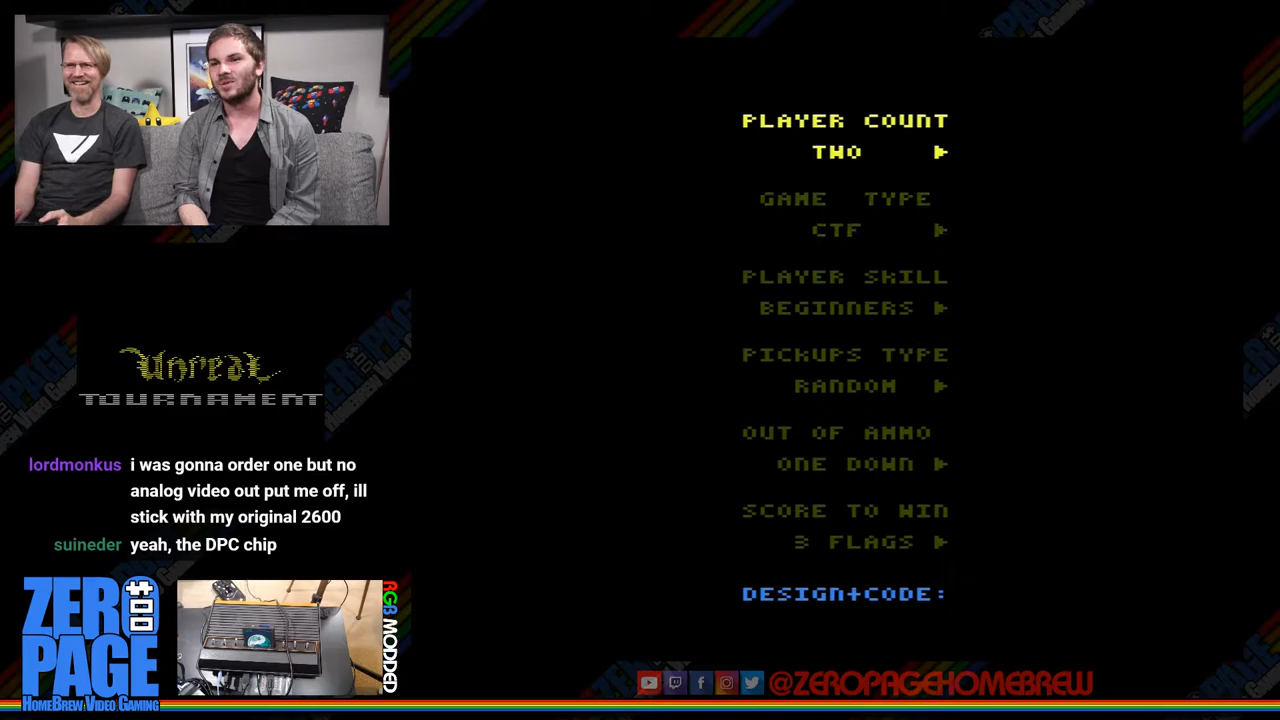 PLAYER COUNT
TWO
GAME TYPE
CTF
PLAYER SKILL
BEGINNERS
PICKUPS TYPE
RANDOM
OUT OF AMMO
ONE DOWN
SCORE TO WIN
3 FLAGS
DESIGN+CODE:
Unreal
TOURNAMENT
lordmonkus i was gonna order one but no
analog video out put me off, ill
stick with my original 2600
suineder yeah, the DPC chip
ZERO
PAGE
HOMEBREW VIDEO GAMING
RGB MODDED
@ZEROPAGEHOMEBREW